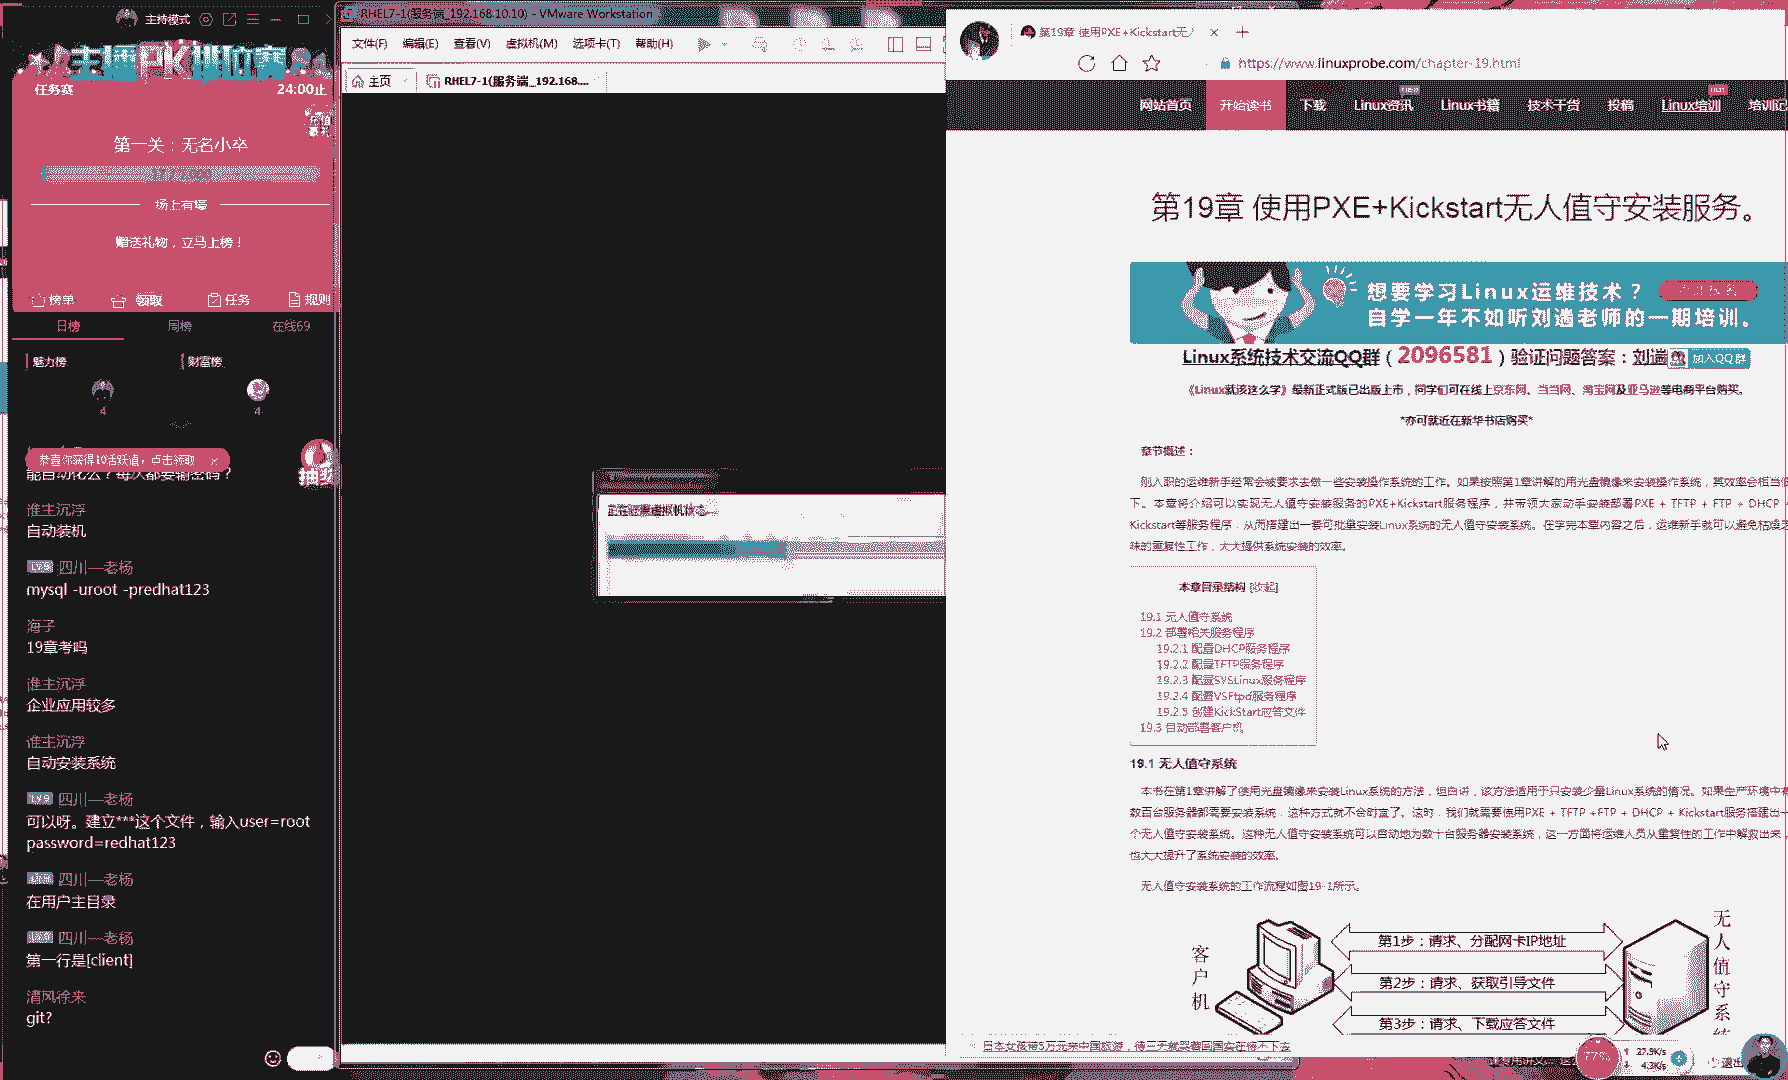 主持模式
主播PK
任务赛
24:00止
第一关：无名小卒
场上有喵
赠送礼物，立马上榜！
榜单
领取
任务
规则
日榜
周榜
在线69
魅力榜
财富榜
4
4
恭喜你获得10活跃值，点击领取 ×
能自动化么？每次都要输密码？
抽奖
谁主沉浮
自动装机
四川—老杨
mysql -uroot -predhat123
海子
19章考吗
谁主沉浮
企业应用较多
谁主沉浮
自动安装系统
四川—老杨
可以呀。建立***这个文件，输入user=root
password=redhat123
四川—老杨
在用户主目录
四川—老杨
第一行是[client]
清风徐来
git?
RHEL7-1(服务端_192.168.10.10) - VMware Workstation
文件(F) 编辑(E) 查看(V) 虚拟机(M) 选项卡(T) 帮助(H)
主页
RHEL7-1(服务端_192.168....
第19章 使用PXE+Kickstart无人
https://www.linuxprobe.com/chapter-19.html
网站首页 开始读书 下载 Linux资讯 Linux书籍 技术干货 投稿 Linux培训 培训记
第19章 使用PXE+Kickstart无人值守安装服务。
想要学习Linux运维技术？
自学一年不如听刘遄老师的一期培训。
Linux系统技术交流QQ群（2096581）验证问题答案：刘遄 加入QQ群
《Linux就该这么学》最新正式版已出版上市，同学们可在线上京东网、当当网、淘宝网及亚马逊等电商平台购买。
*亦可就近在新华书店购买*
章节概述：
刚入职的运维新手经常会被要求去做一些安装操作系统的工作。如果按照第1章讲解的用光盘镜像来安装操作系统，其效率会相当低
下。本章将介绍可以实现无人值守安装服务的PXE+Kickstart服务程序，并带领大家动手安装部署PXE + TFTP + FTP + DHCP +
Kickstart等服务程序，从而搭建出一套可批量安装Linux系统的无人值守安装系统。在学完本章内容之后，运维新手就可以避免枯燥乏
味的重复性工作，大大提供系统安装的效率。
本章目录结构 [收起]
19.1 无人值守系统
19.2 部署相关服务程序
19.2.1 配置DHCP服务程序
19.2.2 配置TFTP服务程序
19.2.3 配置SYSLinux服务程序
19.2.4 配置VSFtpd服务程序
19.2.5 创建KickStart应答文件
19.3 自动部署客户机
19.1 无人值守系统
本书在第1章讲解了使用光盘镜像来安装Linux系统的方法，坦白讲，该方法适用于只安装少量Linux系统的情况。如果生产环境中有
数百台服务器都需要安装系统，这种方式就不合时宜了。这时，我们就需要使用PXE + TFTP +FTP + DHCP + Kickstart服务搭建出一
个无人值守安装系统。这种无人值守安装系统可以自动地为数十台服务器安装系统，这一方面将运维人员从重复性的工作中解救出来，
也大大提升了系统安装的效率。
无人值守安装系统的工作流程如图19-1所示。
客户机
第1步：请求、分配网卡IP地址
第2步：请求、获取引导文件
第3步：请求、下载应答文件
无人值守系
77%
27.9K/s
4.3K/s